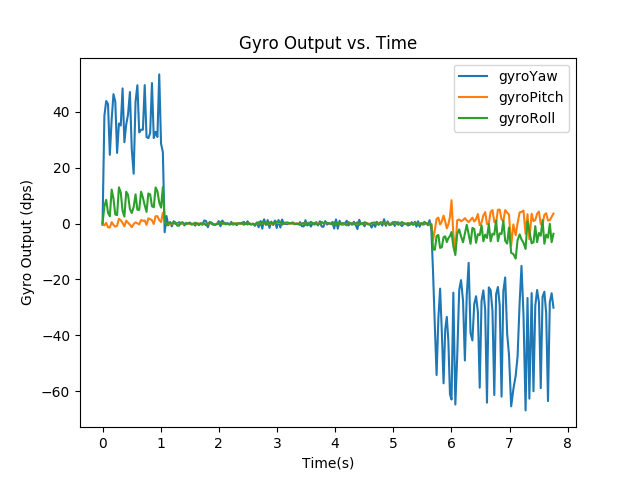 Gyro Output vs. Time
gyroYaw
gyroPitch
gyroRoll
Gyro Output (dps)
40
20
0
−20
−40
−60
0 1 2 3 4 5 6 7 8
Time(s)